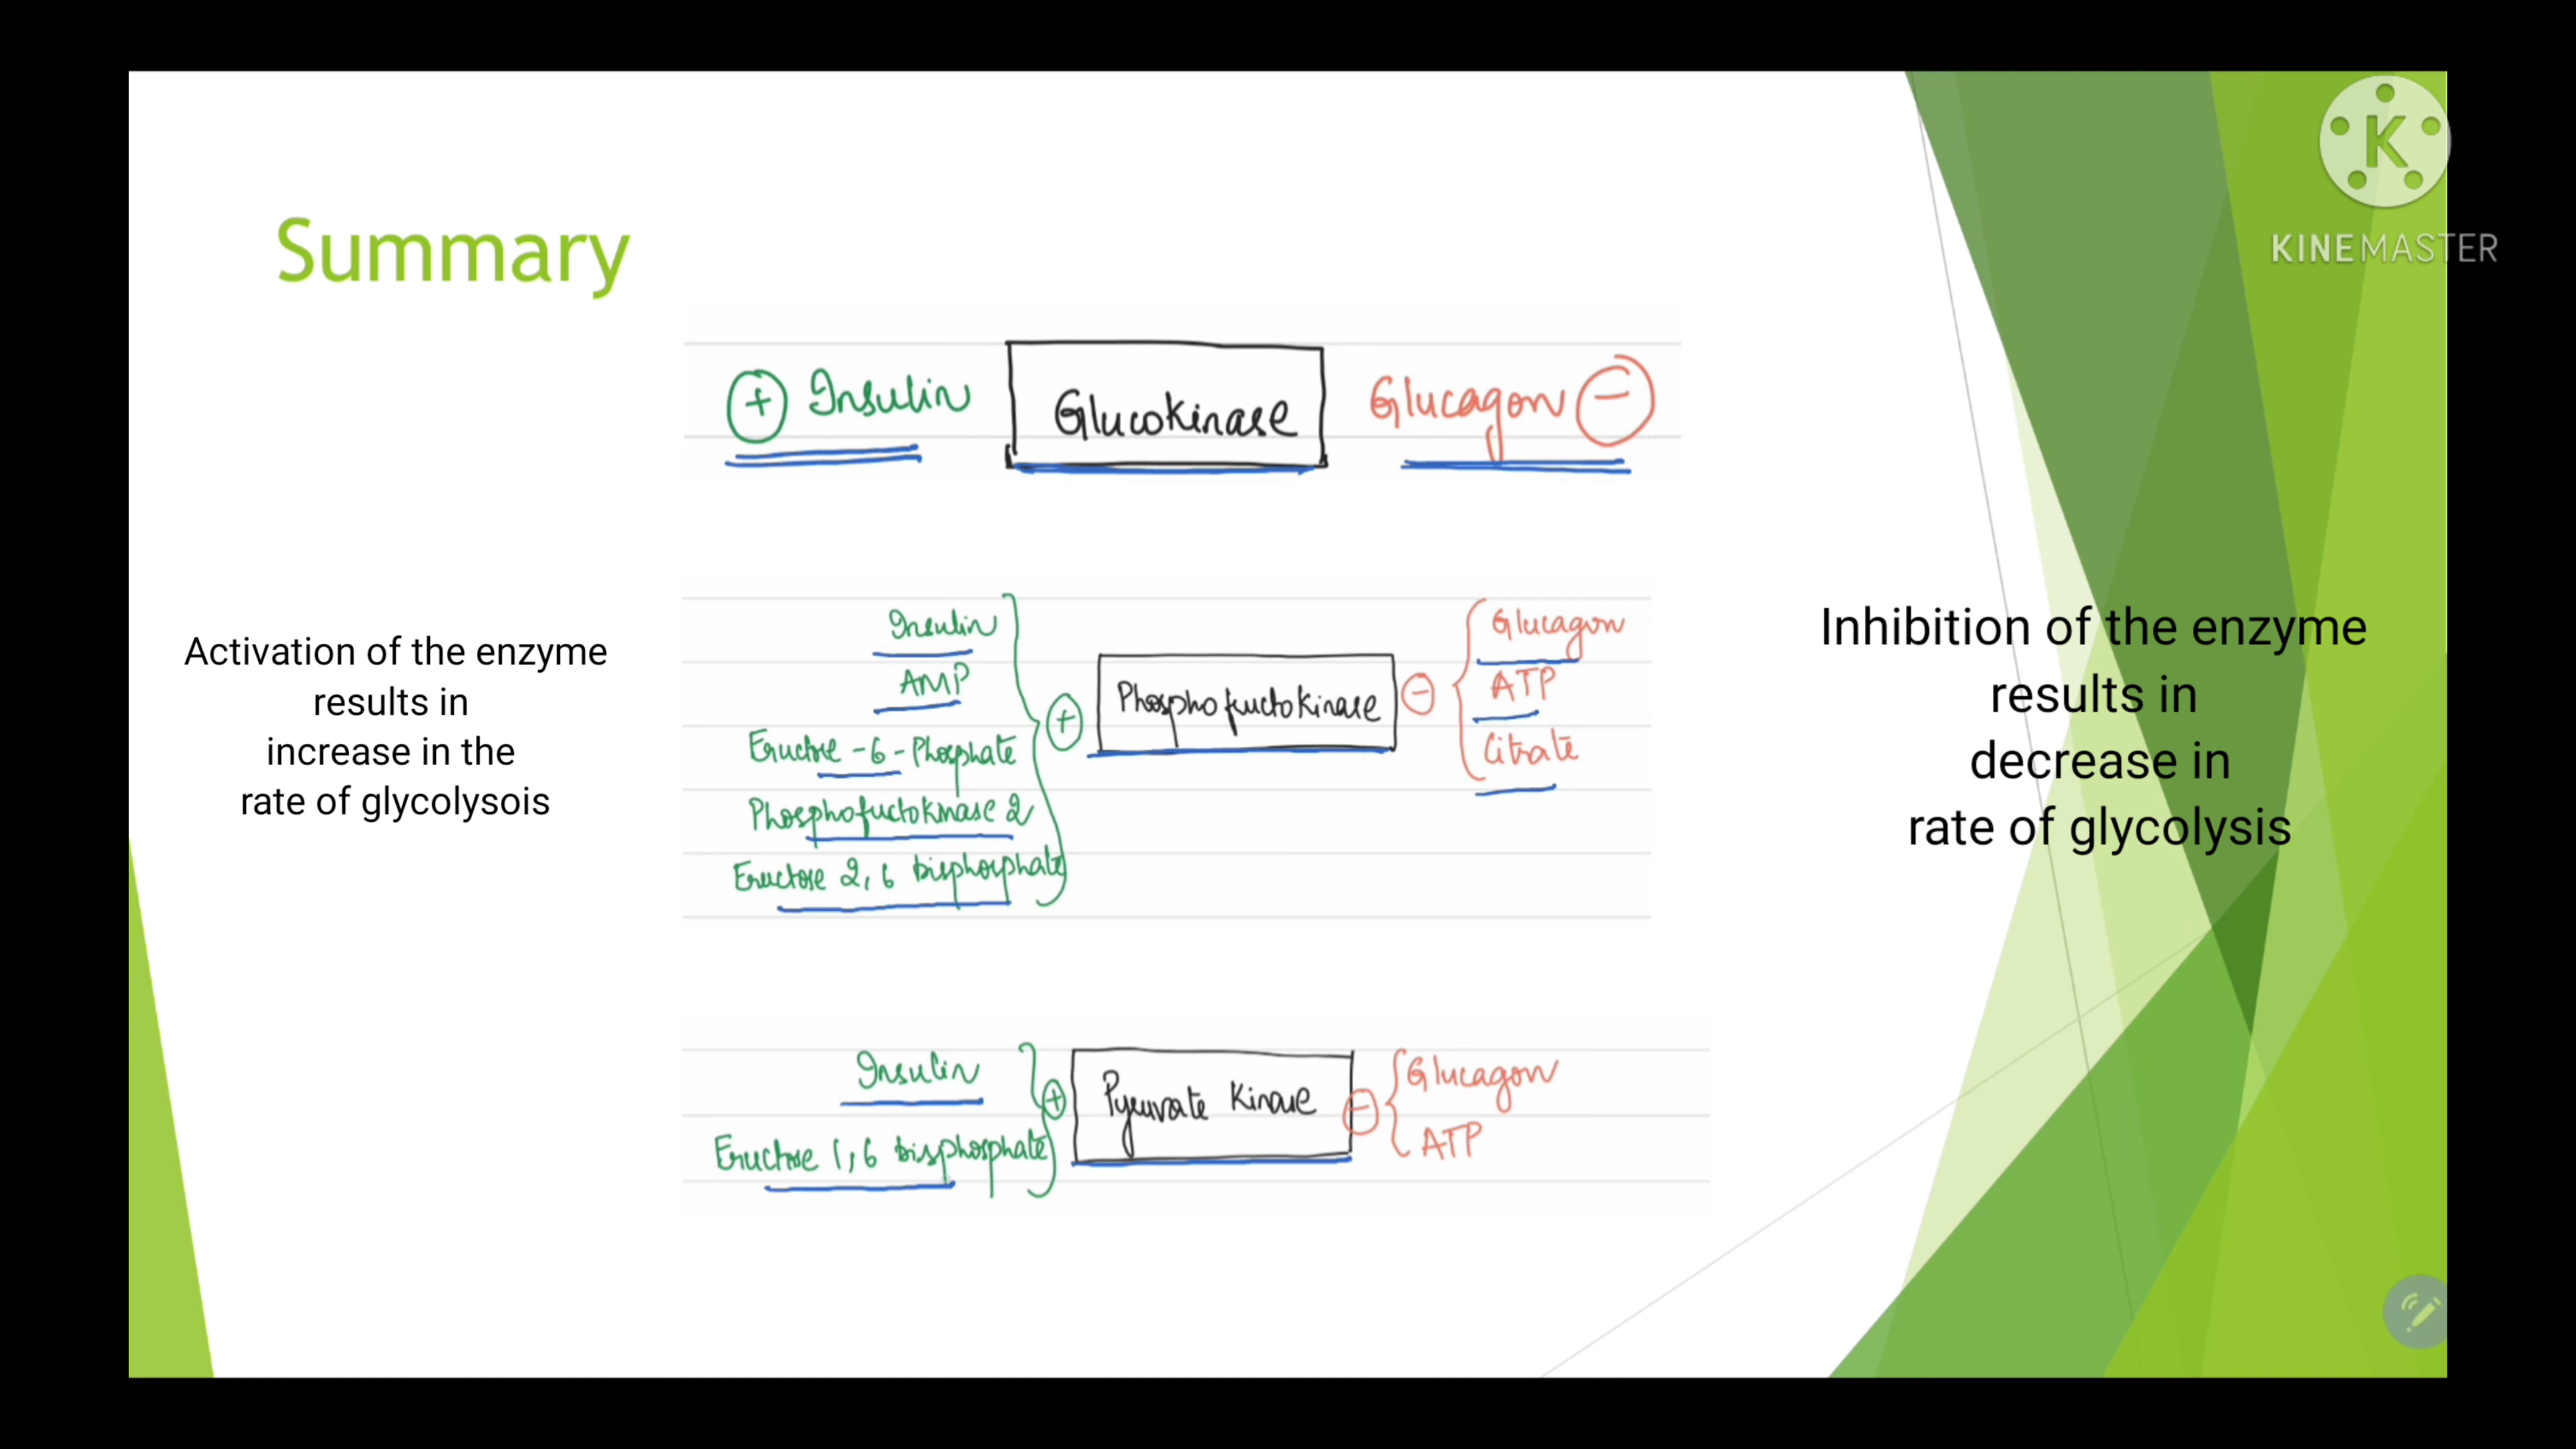 KINEMASTER
Summary
+ Insulin Glucokinase Glucagon −
Activation of the enzyme
results in
increase in the
rate of glycolysois
Insulin
AMP
Fructose -6- Phosphate
Phosphofuctokinase 2
Fructose 2,6 bisphosphate
+ Phosphofuctokinase −
Glucagon
ATP
Citrate
Inhibition of the enzyme
results in
decrease in
rate of glycolysis
Insulin
Fructose 1,6 bisphosphate
+ Pyruvate Kinase −
Glucagon
ATP